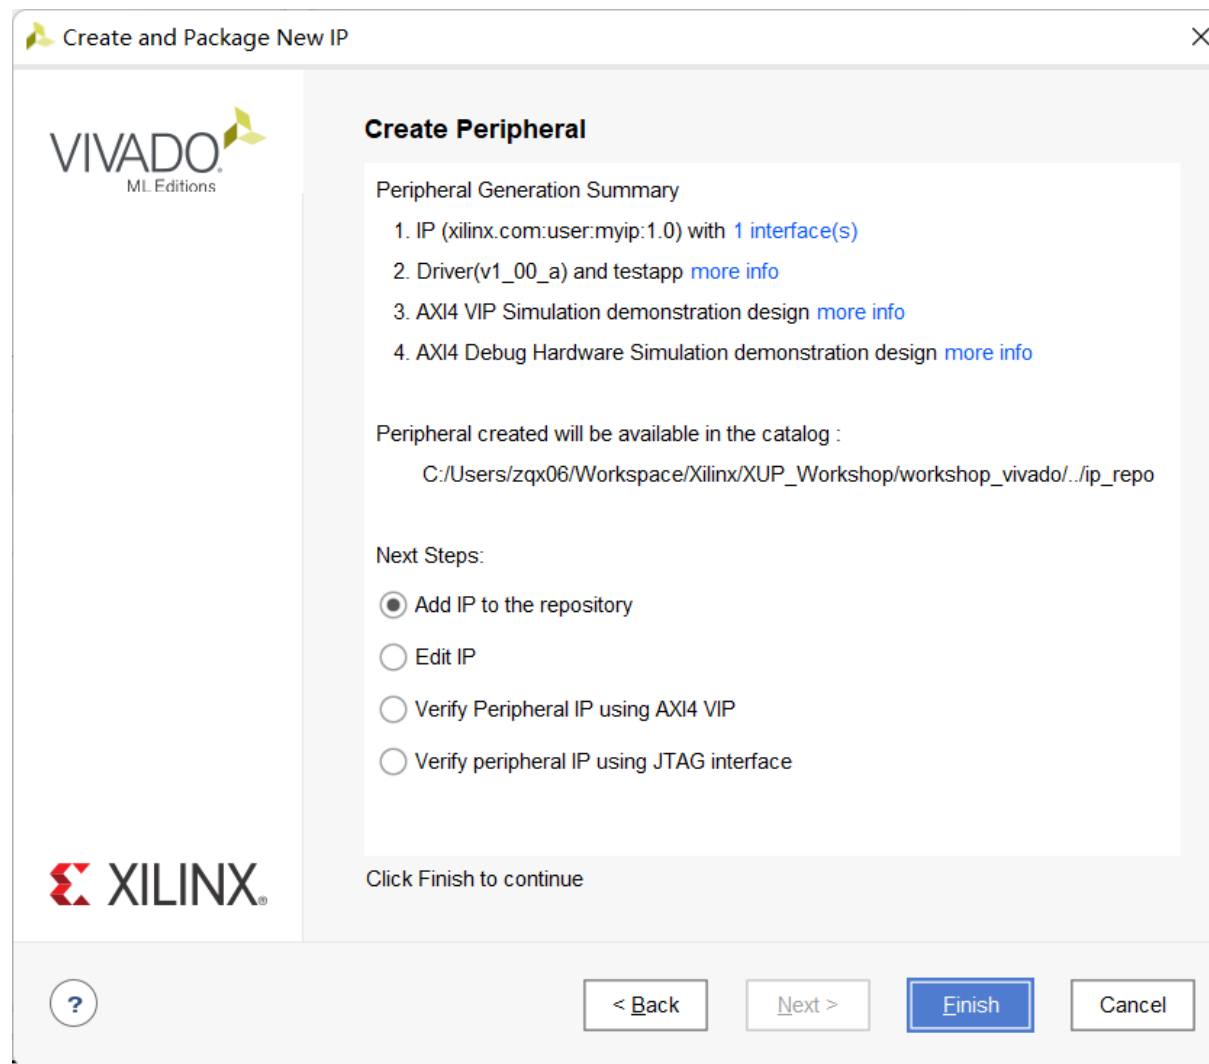 Create and Package New IP
VIVADO.
ML Editions
Create Peripheral
Peripheral Generation Summary
1. IP (xilinx.com:user:myip:1.0) with 1 interface(s)
2. Driver(v1_00_a) and testapp more info
3. AXI4 VIP Simulation demonstration design more info
4. AXI4 Debug Hardware Simulation demonstration design more info
Peripheral created will be available in the catalog :
C:/Users/zqx06/Workspace/Xilinx/XUP_Workshop/workshop_vivado/../ip_repo
Next Steps:
Add IP to the repository
Edit IP
Verify Peripheral IP using AXI4 VIP
Verify peripheral IP using JTAG interface
XILINX®
Click Finish to continue
?
< Back
Next >
Finish
Cancel